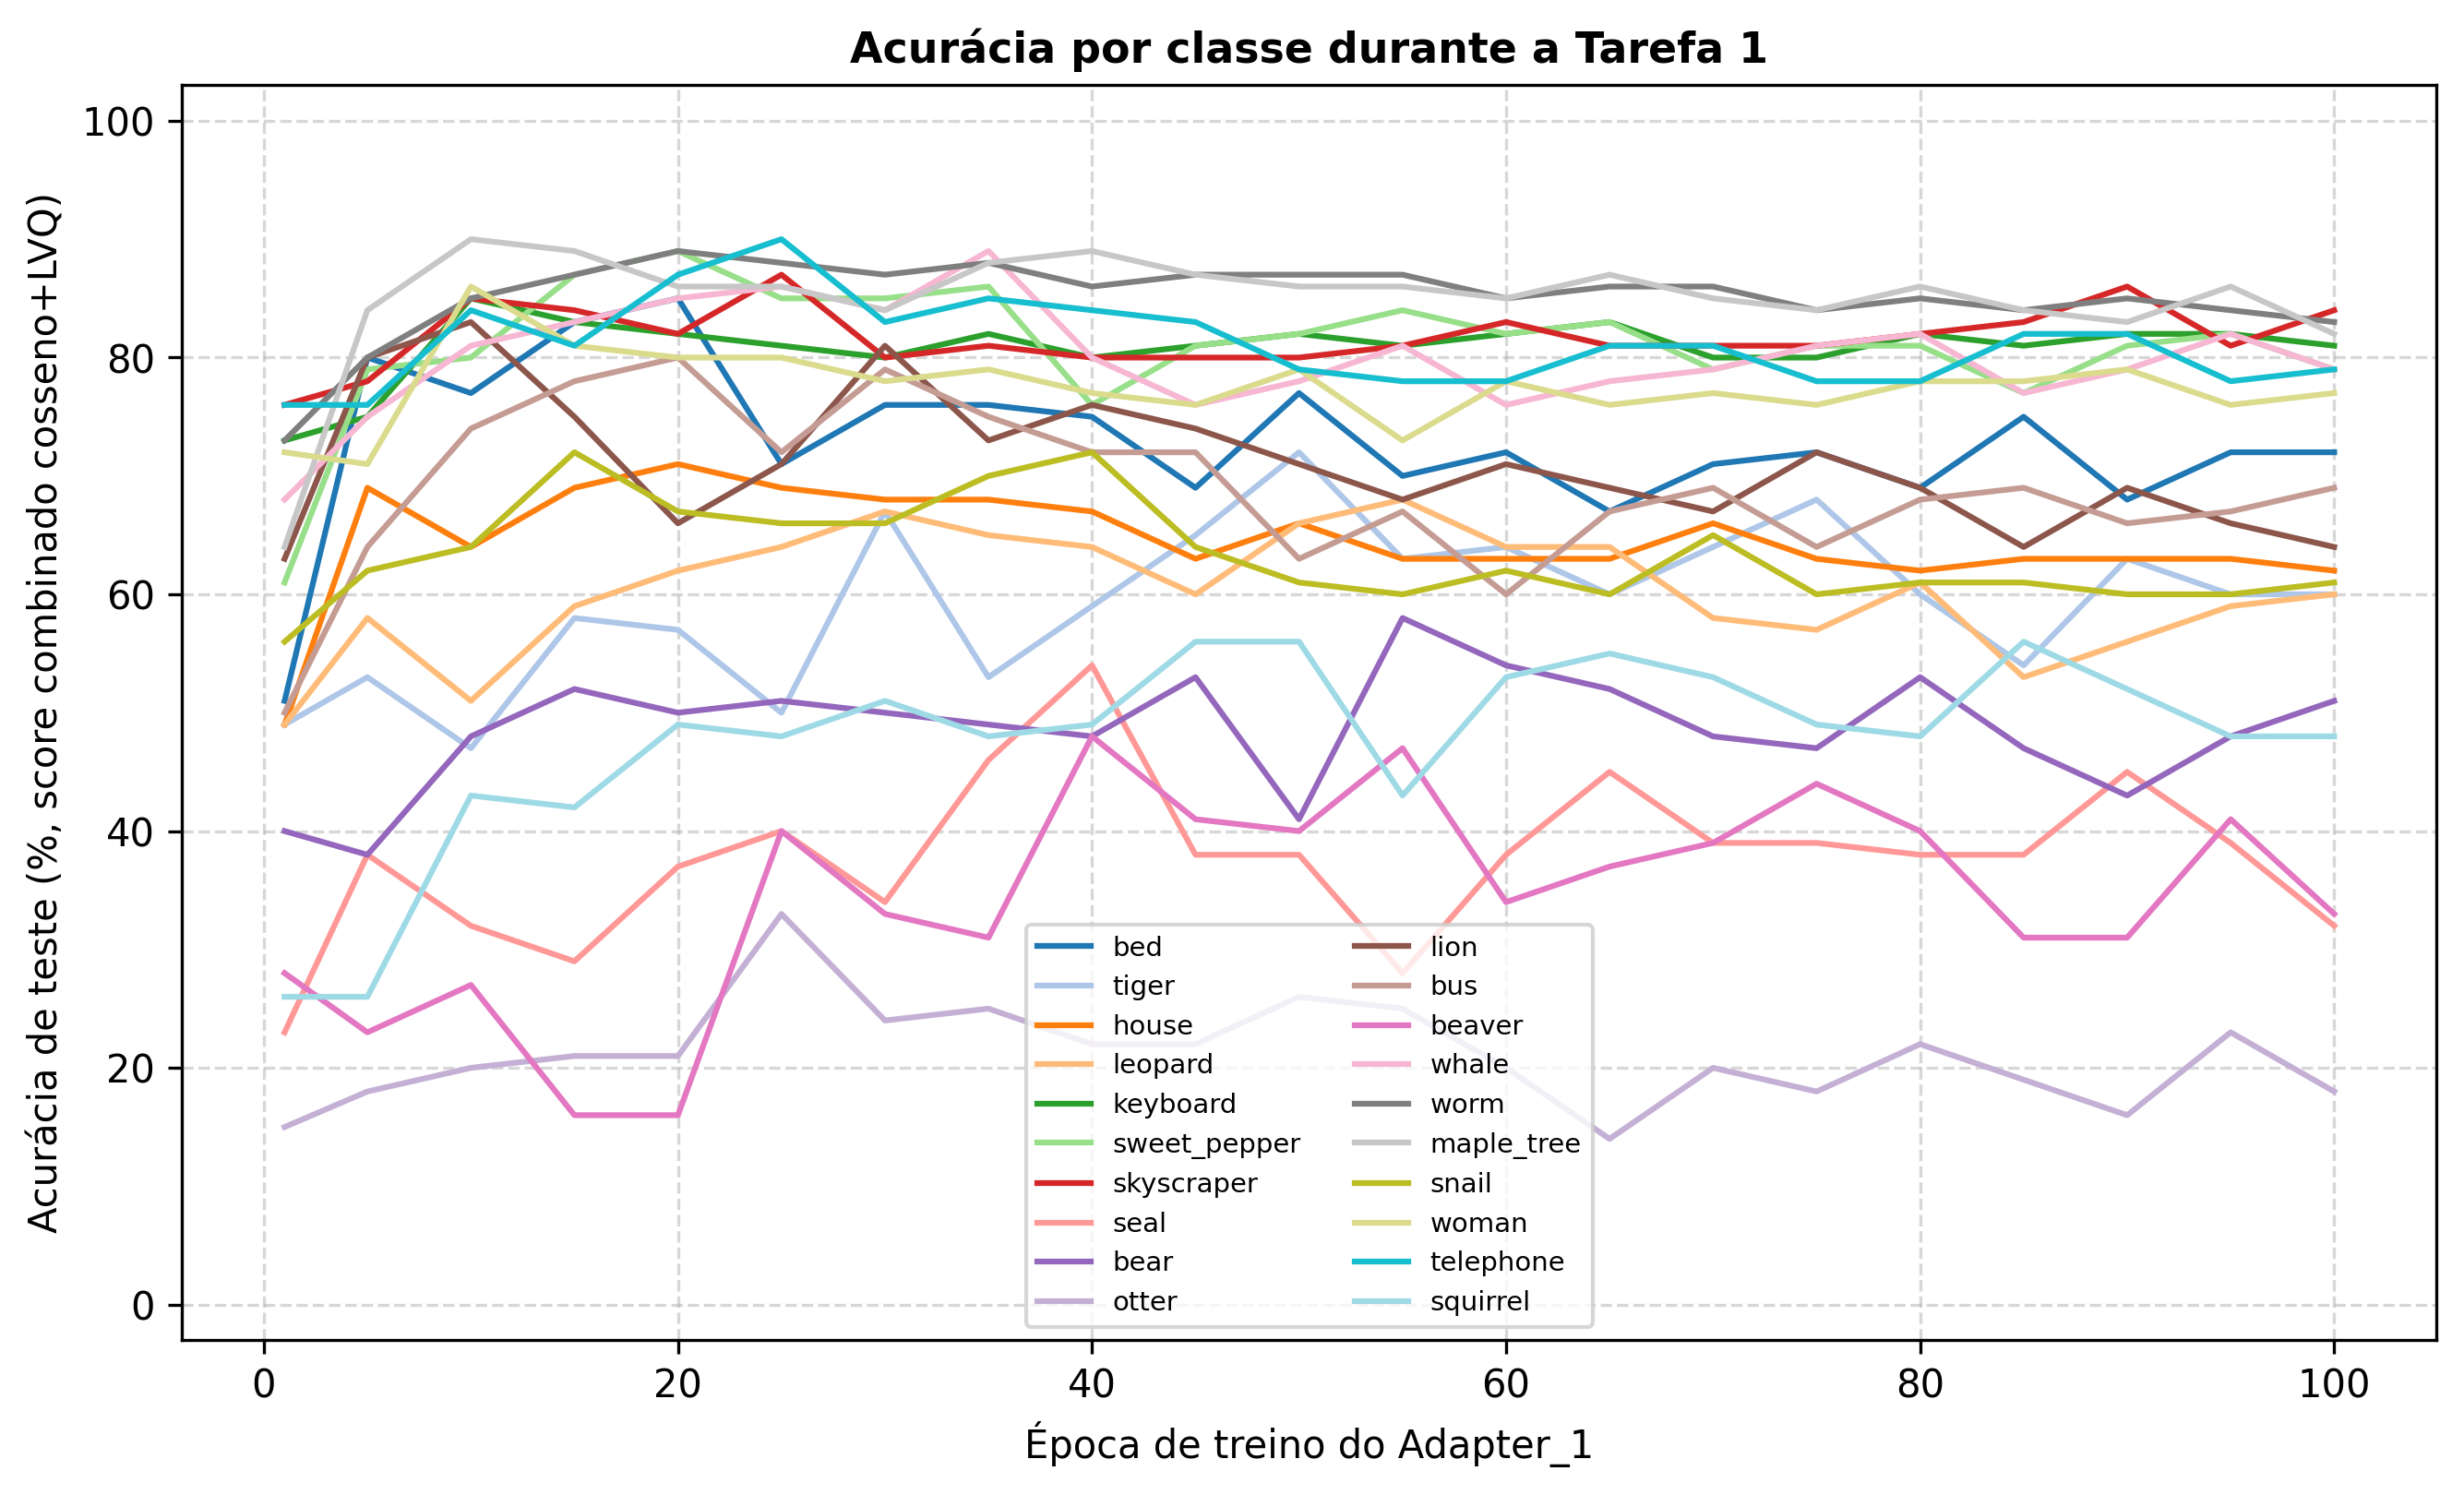 Acurácia por classe durante a Tarefa 1
Acurácia de teste (%, score combinado cosseno+LVQ)
100
80
60
40
20
0
bed
tiger
house
leopard
keyboard
sweet_pepper
skyscraper
seal
bear
otter
lion
bus
beaver
whale
worm
maple_tree
snail
woman
telephone
squirrel
0 20 40 60 80 100
Época de treino do Adapter_1